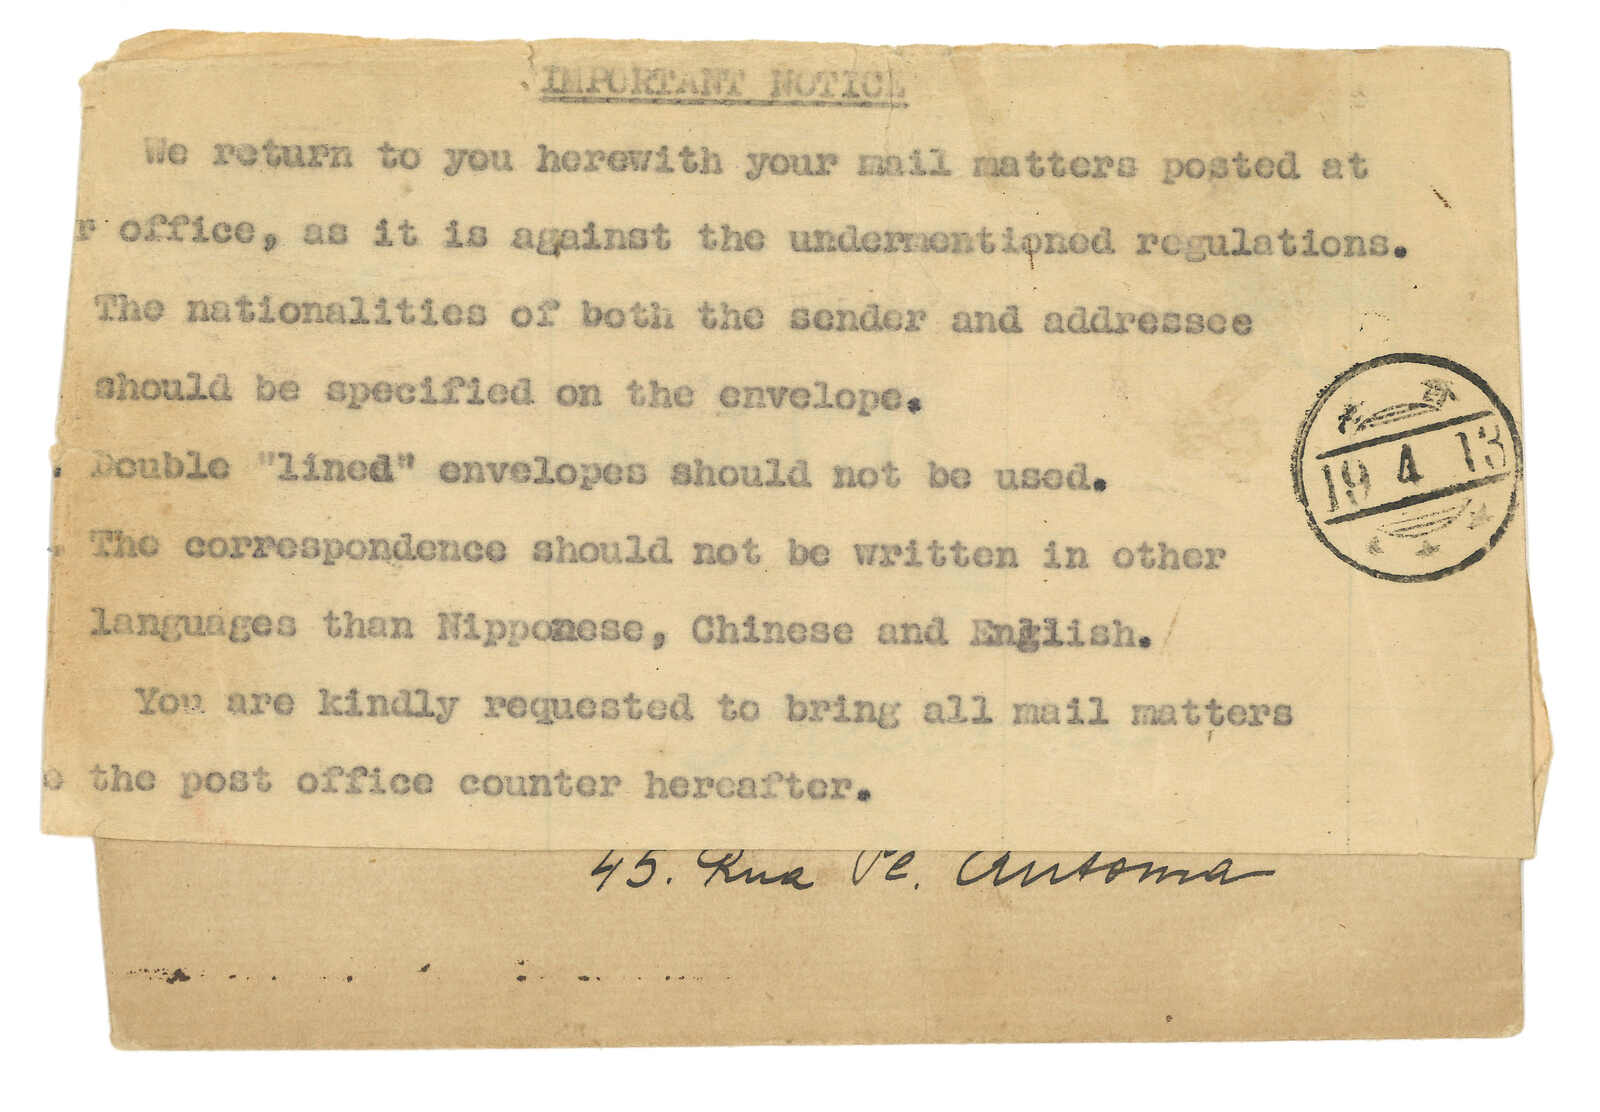 IMPORTANT NOTICE
We return to you herewith your mail matters posted at
r office, as it is against the undermentioned regulations.
The nationalities of both the sender and addressee
should be specified on the envelope.
. Double "lined" envelopes should not be used.
The correspondence should not be written in other
languages than Nipponese, Chinese and English.
You are kindly requested to bring all mail matters
o the post office counter hereafter.
19 4 13
45. Rua Pe. Antonia